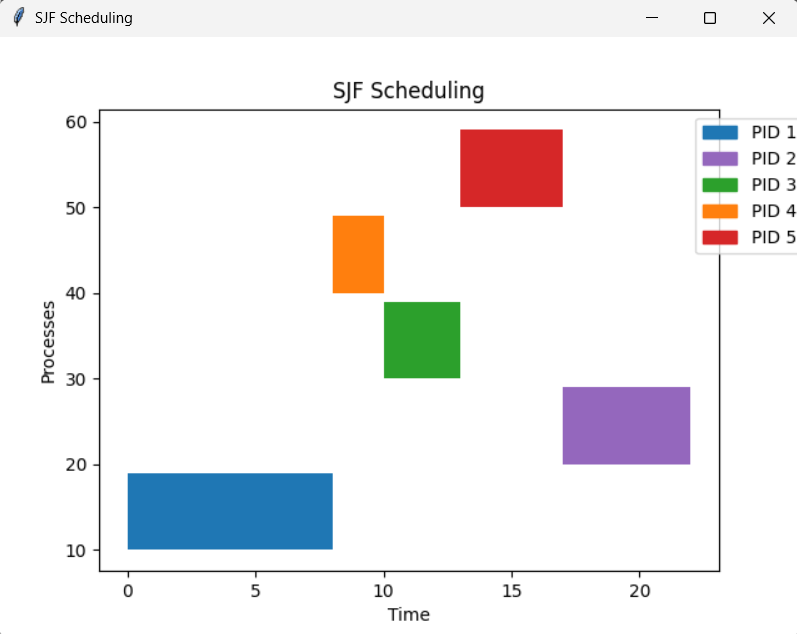 SJF Scheduling
SJF Scheduling
60
50
40
30
20
10
Processes
0 5 10 15 20
Time
PID 1
PID 2
PID 3
PID 4
PID 5